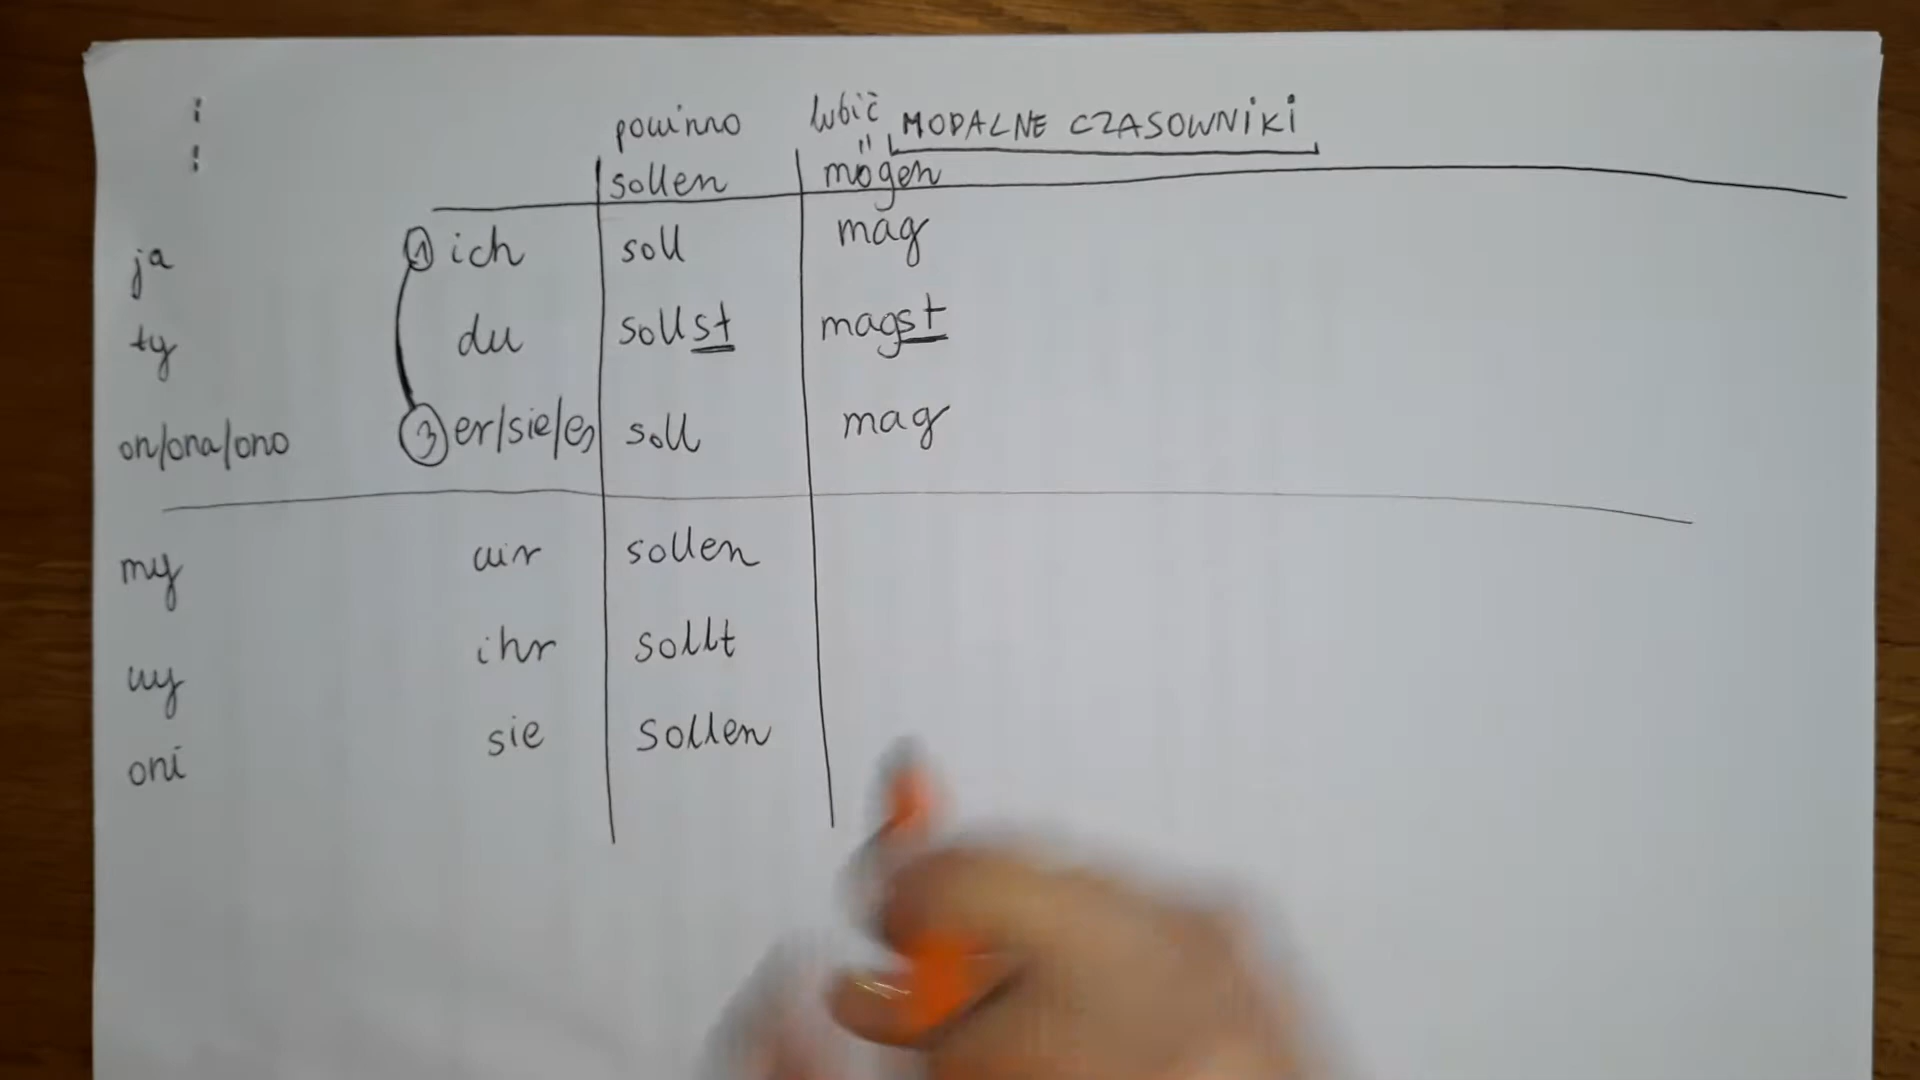 powinno lubić MODALNE CZASOWNIKI
sollen mögen
ja ① ich soll mag
ty du sollst magst
on/ona/ono ③ er/sie/es soll mag
my wir sollen
wy ihr sollt
oni sie sollen